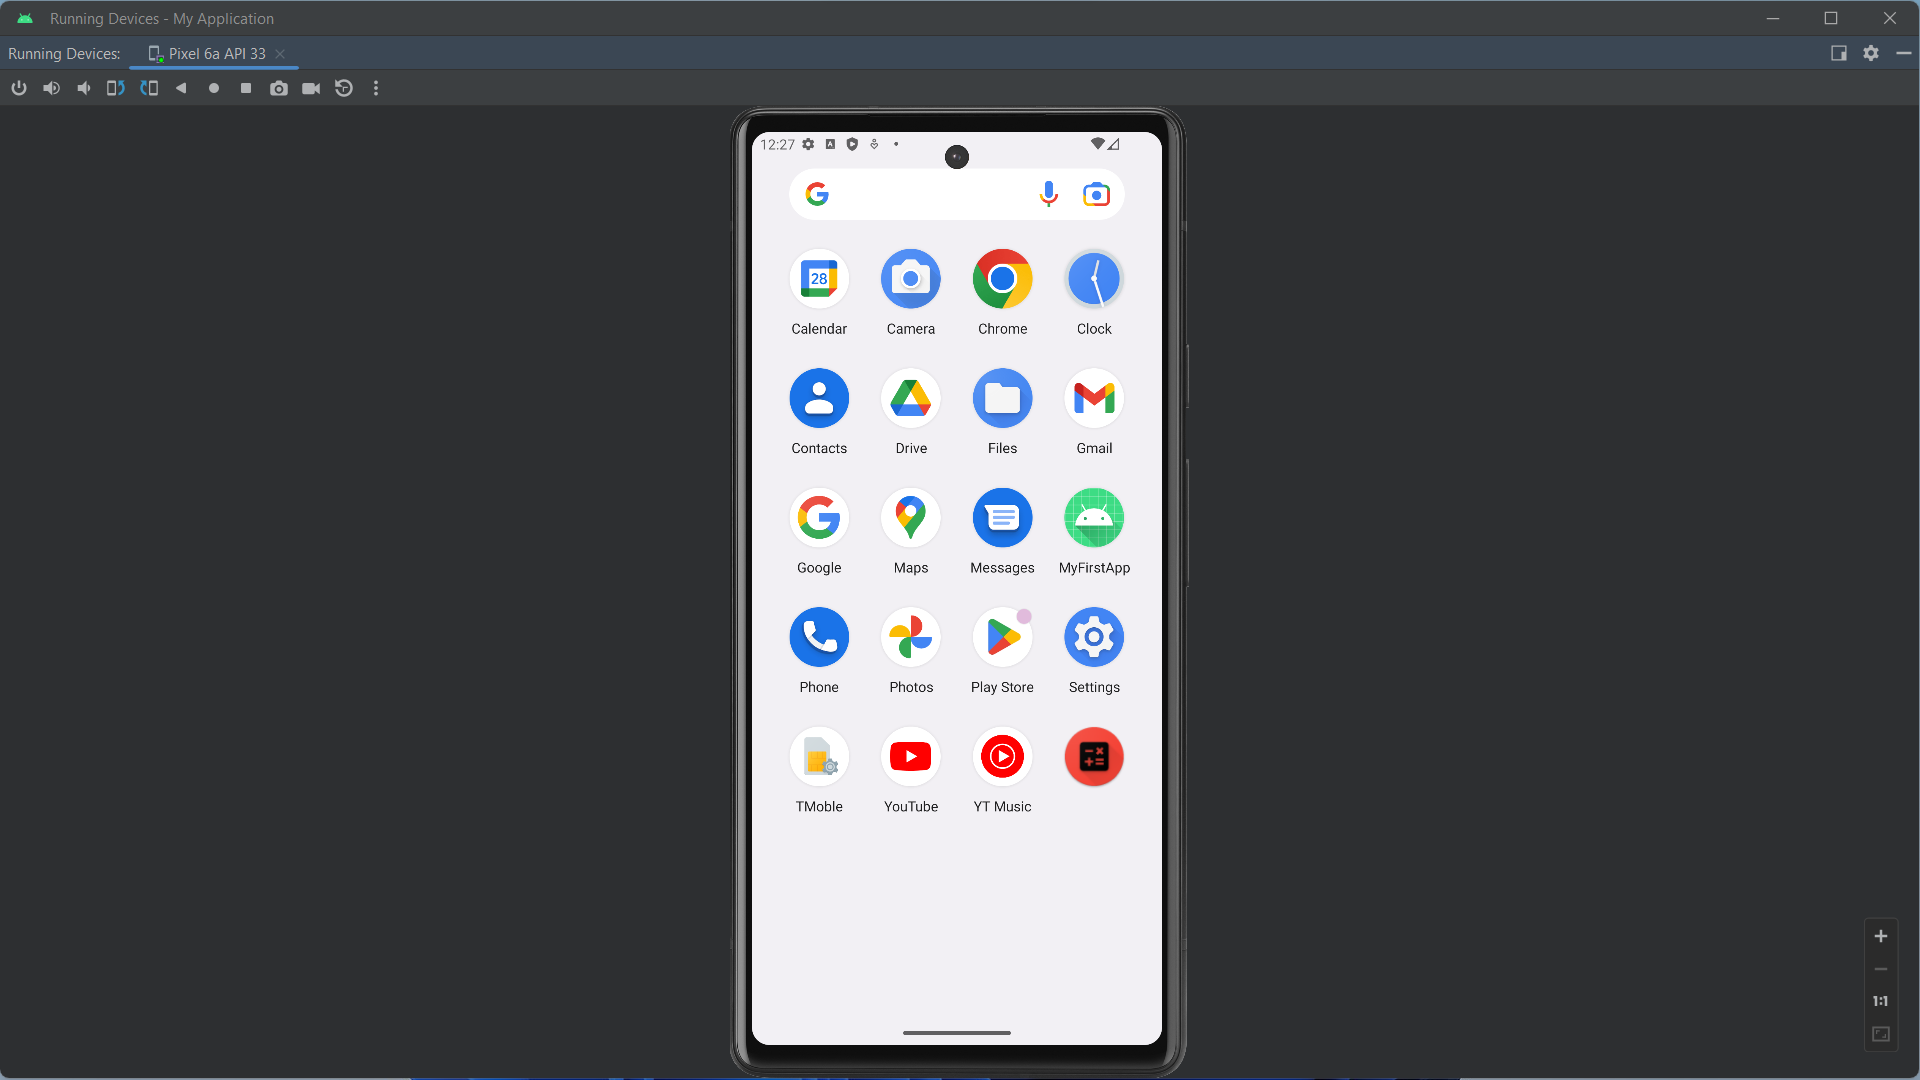 Running Devices - My Application
Running Devices: Pixel 6a API 33
12:27
28
Calendar Camera Chrome Clock
Contacts Drive Files Gmail
Google Maps Messages MyFirstApp
Phone Photos Play Store Settings
TMoble YouTube YT Music
1:1